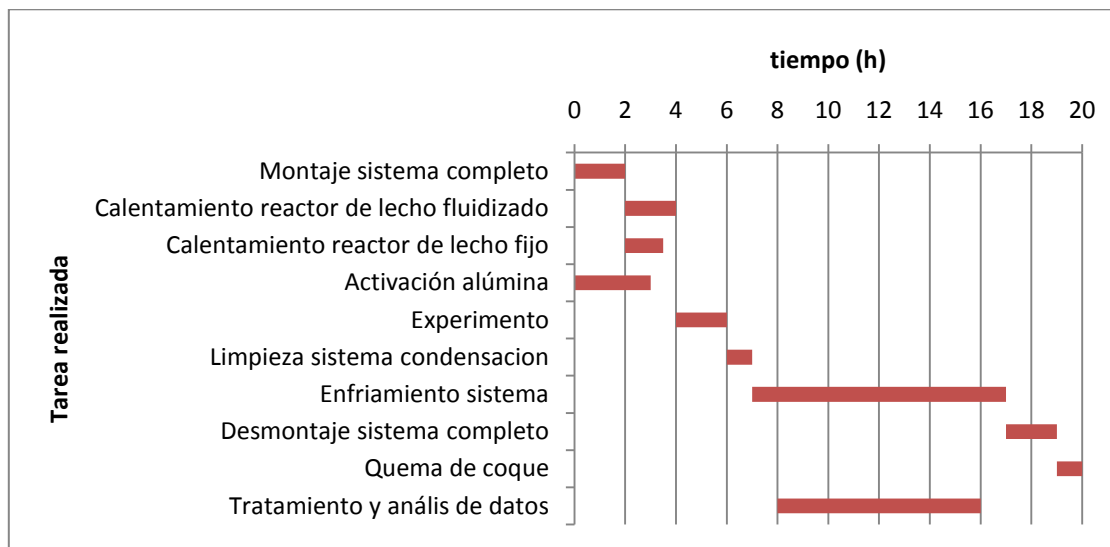 tiempo (h)
0 2 4 6 8 10 12 14 16 18 20
Tarea realizada
Montaje sistema completo
Calentamiento reactor de lecho fluidizado
Calentamiento reactor de lecho fijo
Activación alúmina
Experimento
Limpieza sistema condensacion
Enfriamiento sistema
Desmontaje sistema completo
Quema de coque
Tratamiento y anális de datos